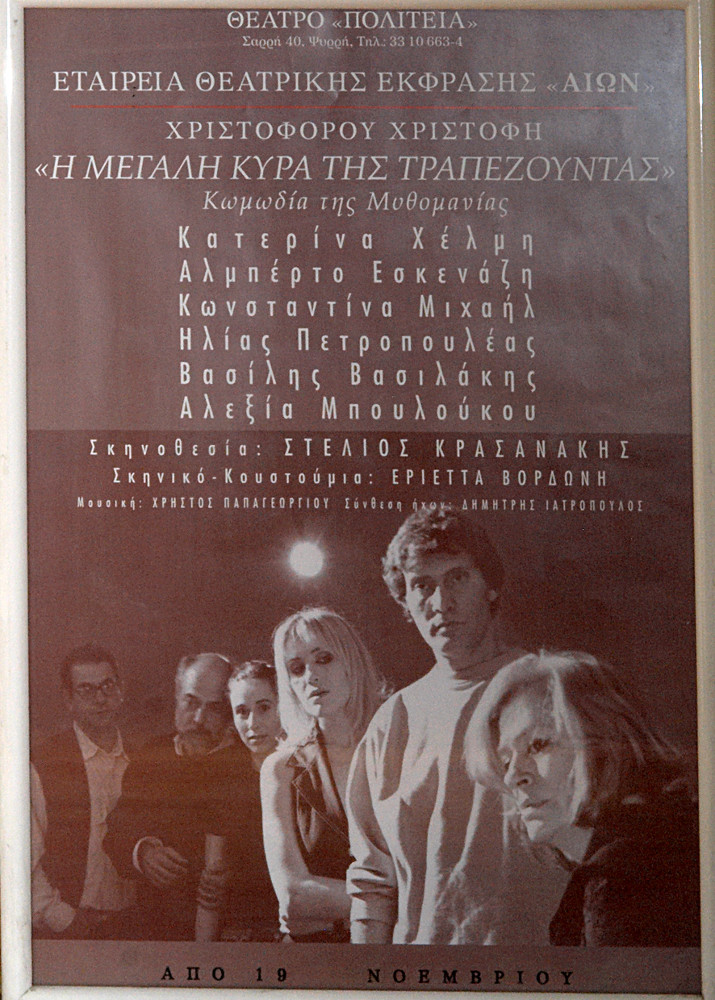 ΘΕΑΤΡΟ «ΠΟΛΙΤΕΙΑ»
Σαρρή 40, Ψυρρή, Τηλ.: 33 10 663-4
ΕΤΑΙΡΕΙΑ ΘΕΑΤΡΙΚΗΣ ΕΚΦΡΑΣΗΣ «ΑΙΩΝ»
ΧΡΙΣΤΟΦΟΡΟΥ ΧΡΙΣΤΟΦΗ
«Η ΜΕΓΑΛΗ ΚΥΡΑ ΤΗΣ ΤΡΑΠΕΖΟΥΝΤΑΣ»
Κωμωδία της Μυθομανίας
Κατερίνα Χέλμη
Αλμπέρτο Εσκενάζη
Κωνσταντίνα Μιχαήλ
Ηλίας Πετροπουλέας
Βασίλης Βασιλάκης
Αλεξία Μπουλούκου
Σκηνοθεσία: ΣΤΕΛΙΟΣ ΚΡΑΣΑΝΑΚΗΣ
Σκηνικό-Κουστούμια: ΕΡΙΕΤΤΑ ΒΟΡΔΩΝΗ
Μουσική: ΧΡΗΣΤΟΣ ΠΑΠΑΓΕΩΡΓΙΟΥ Σύνθεση ήχων: ΔΗΜΗΤΡΗΣ ΙΑΤΡΟΠΟΥΛΟΣ
ΑΠΟ 19 ΝΟΕΜΒΡΙΟΥ